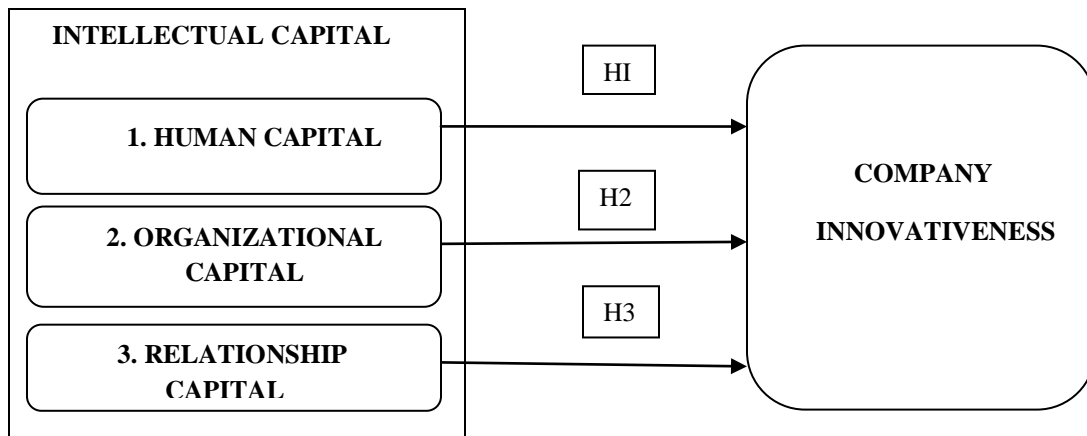 INTELLECTUAL CAPITAL
1. HUMAN CAPITAL
2. ORGANIZATIONAL
CAPITAL
3. RELATIONSHIP
CAPITAL
HI
H2
H3
COMPANY
INNOVATIVENESS